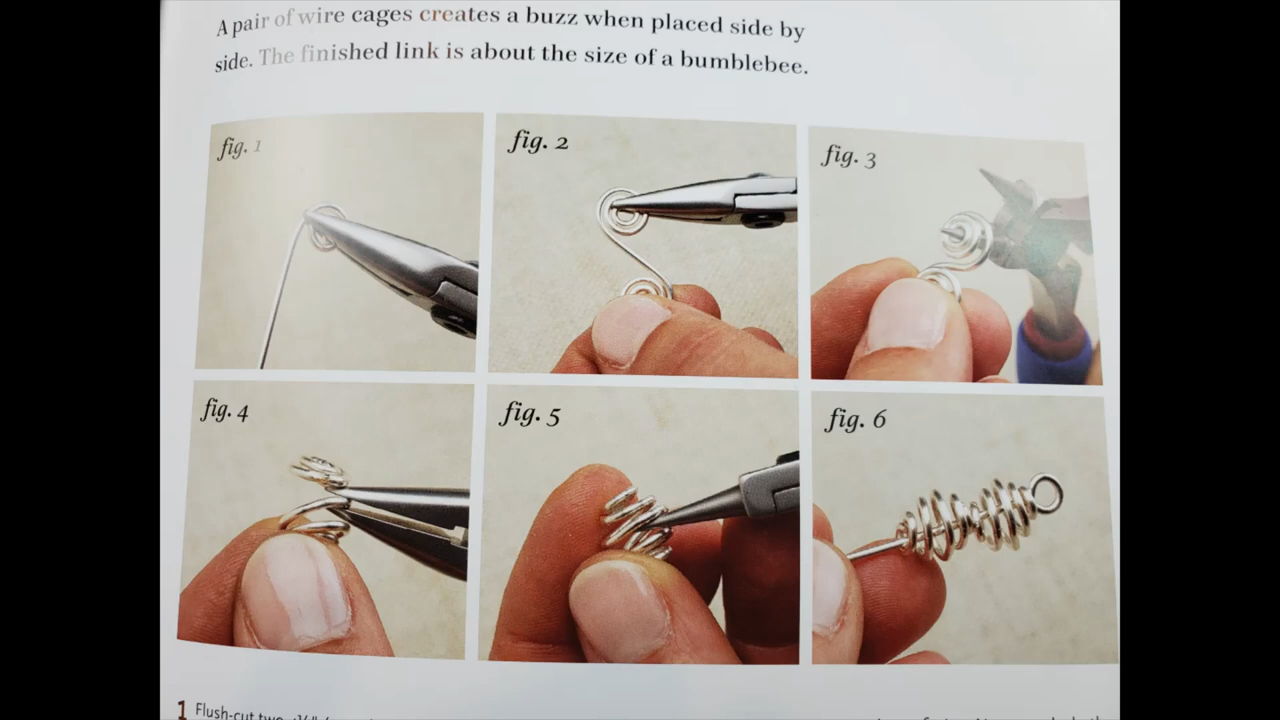 A pair of wire cages creates a buzz when placed side by
side. The finished link is about the size of a bumblebee.
fig. 1
fig. 2
fig. 3
fig. 4
fig. 5
fig. 6
1 Flush-cut two